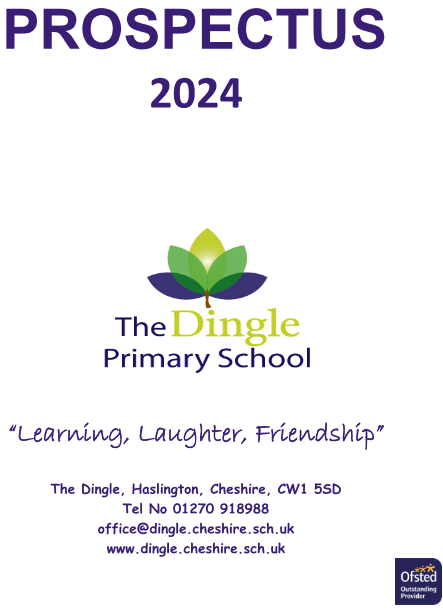 PROSPECTUS
2024
The Dingle
Primary School
“Learning, Laughter, Friendship”
The Dingle, Haslington, Cheshire, CW1 5SD
Tel No 01270 918988
office@dingle.cheshire.sch.uk
www.dingle.cheshire.sch.uk
Ofsted
Outstanding
Provider